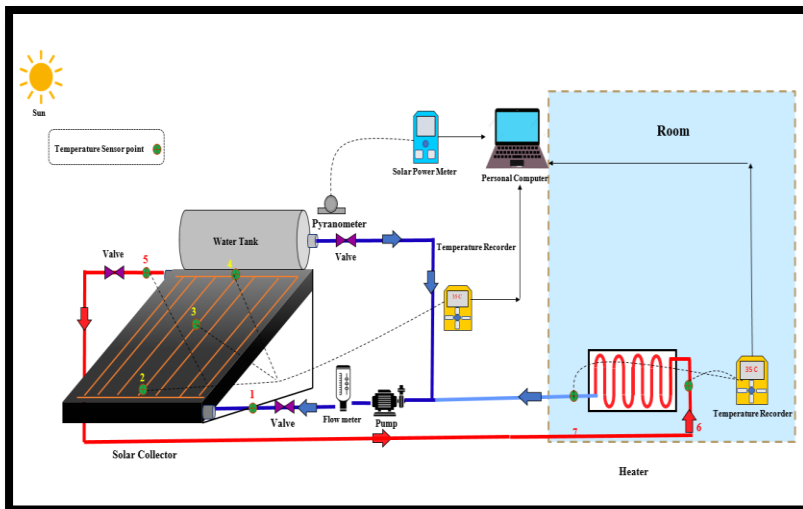 Sun
Temperature Sensor point
Room
Solar Power Meter
Personal Computer
Pyranometer
Water Tank
Valve
Temperature Recorder
Valve
5
4
3
2
1
35 C
Valve
Flow meter
Pump
Temperature Recorder
7
6
Solar Collector
Heater